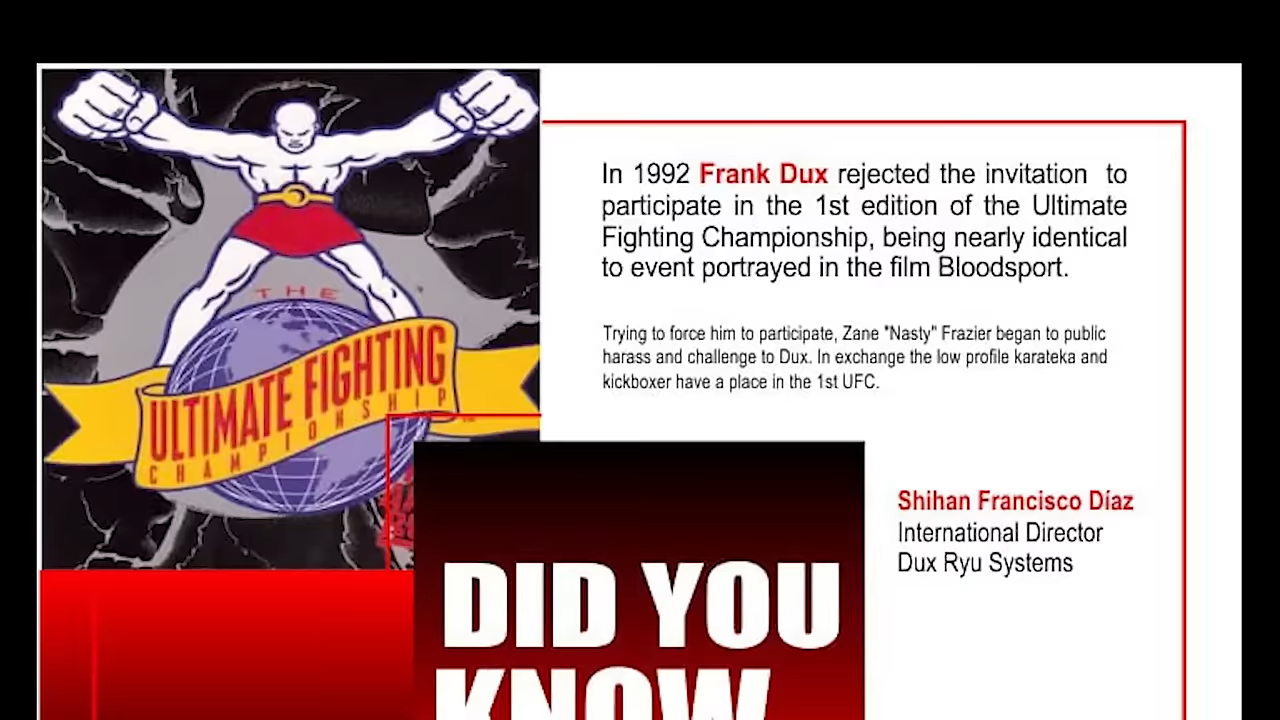 In 1992 Frank Dux rejected the invitation to
participate in the 1st edition of the Ultimate
Fighting Championship, being nearly identical
to event portrayed in the film Bloodsport.
Trying to force him to participate, Zane "Nasty" Frazier began to public
harass and challenge to Dux. In exchange the low profile karateka and
kickboxer have a place in the 1st UFC.
THE
ULTIMATE FIGHTING
CHAMPIONSHIP
Shihan Francisco Díaz
International Director
Dux Ryu Systems
DID YOU
KNOW